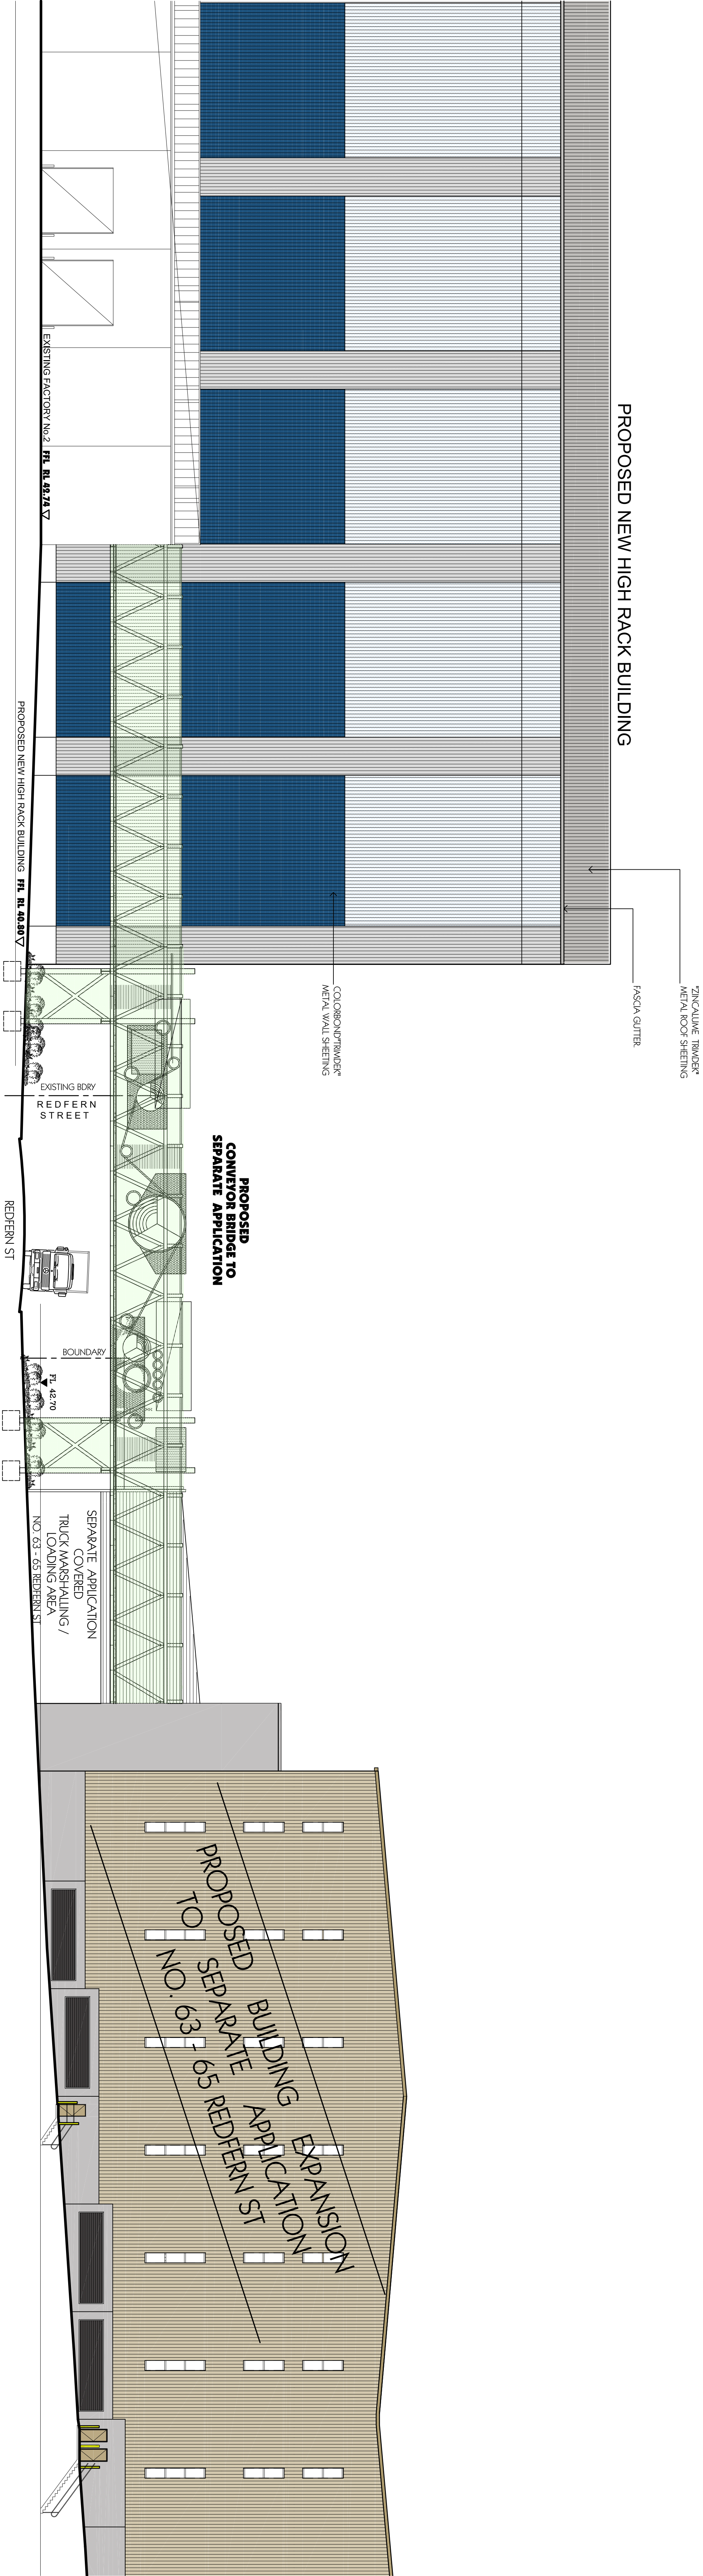 PROPOSED NEW HIGH RACK BUILDING
"ZINCALUME TRIMDEK"
METAL ROOF SHEETING
FASCIA GUTTER
COLORBOND"TRIMDEK"
METAL WALL SHEETING
EXISTING FACTORY No.2 FFL RL 42.74
PROPOSED NEW HIGH RACK BUILDING FFL RL 40.80
PROPOSED
CONVEYOR BRIDGE TO
SEPARATE APPLICATION
EXISTING BDRY
REDFERN
STREET
REDFERN ST
BOUNDARY
FL 42.70
SEPARATE APPLICATION
COVERED
TRUCK MARSHALLING /
LOADING AREA
NO. 63 - 65 REDFERN ST
PROPOSED BUILDING EXPANSION
TO SEPARATE APPLICATION
NO. 63 - 65 REDFERN ST